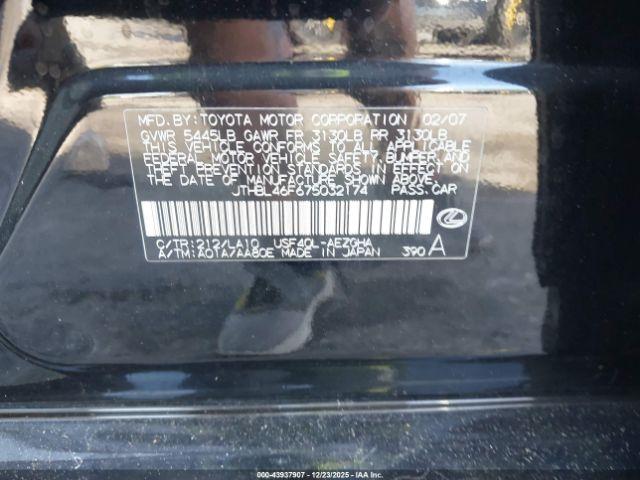 MFD.BY:TOYOTA MOTOR CORPORATION 02/07
GVWR 5445LB GAWR FR 3130LB RR 3130LB
THIS VEHICLE CONFORMS TO ALL APPLICABLE
FEDERAL MOTOR VEHICLE SAFETY, BUMPER, AND
THEFT PREVENTION STANDARDS IN EFFECT ON
THE DATE OF MANUFACTURE SHOWN ABOVE.
JTHBL46F675032174 PASS.CAR
C/TR:212/LA10 USF40L-AEZGHA
A/TM:A01A/AA80E MADE IN JAPAN 390 A
000-43937907 - 12/23/2025 - IAAI.COM